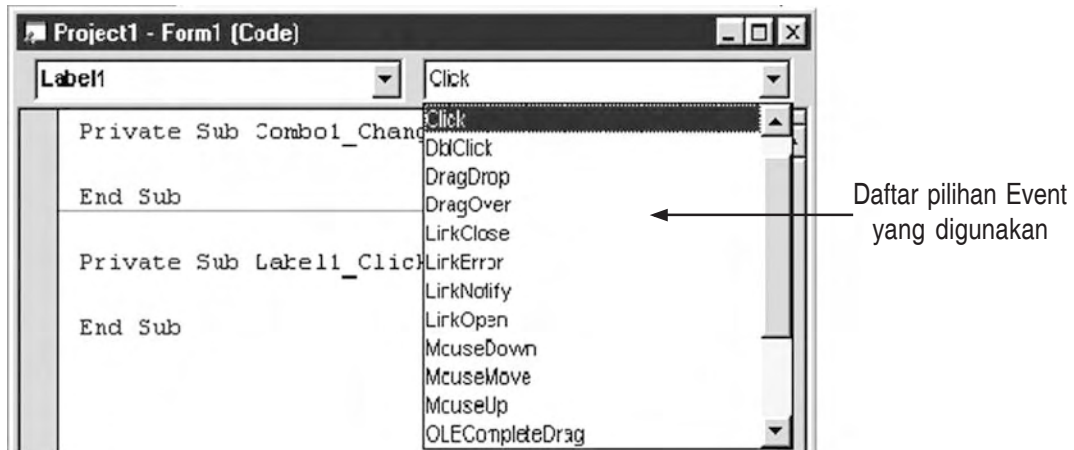 Project1 - Form1 (Code)
Label1
Click
Private Sub Combo1_Chang
End Sub
Private Sub Label1_Click
End Sub
Click
DblClick
DragDrop
DragOver
LinkClose
LinkError
LinkNotify
LinkOpen
MouseDown
MouseMove
MouseUp
OLECompleteDrag
Daftar pilihan Event
yang digunakan